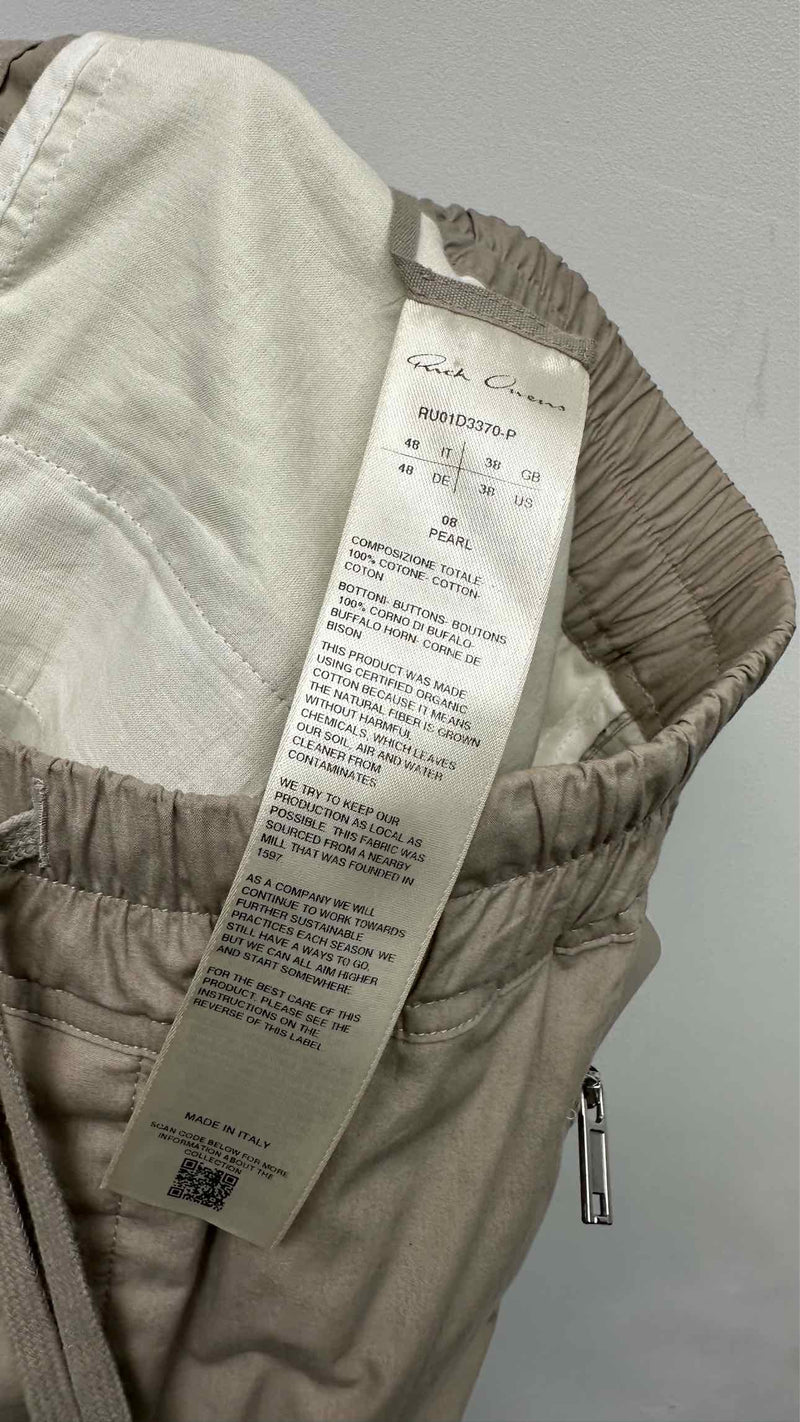 Rick Owens
RU01D3370-P
48 IT 38 GB
48 DE 38 US
08
PEARL
COMPOSIZIONE TOTALE-
100% COTONE- COTTON-
COTON
BOTTONI- BUTTONS- BOUTONS
100% CORNO DI BUFALO-
BUFFALO HORN- CORNE DE
BISON
THIS PRODUCT WAS MADE
USING CERTIFIED ORGANIC
COTTON BECAUSE IT MEANS
THE NATURAL FIBER IS GROWN
WITHOUT HARMFUL
CHEMICALS, WHICH LEAVES
OUR SOIL, AIR AND WATER
CLEANER FROM
CONTAMINATES
WE TRY TO KEEP OUR
PRODUCTION AS LOCAL AS
POSSIBLE. THIS FABRIC WAS
SOURCED FROM A NEARBY
MILL THAT WAS FOUNDED IN
1597
AS A COMPANY WE WILL
CONTINUE TO WORK TOWARDS
FURTHER SUSTAINABLE
PRACTICES EACH SEASON. WE
STILL HAVE A WAYS TO GO,
BUT WE CAN ALL AIM HIGHER
AND START SOMEWHERE.
FOR THE BEST CARE OF THIS
PRODUCT, PLEASE SEE THE
INSTRUCTIONS ON THE
REVERSE OF THIS LABEL
MADE IN ITALY
SCAN CODE BELOW FOR MORE
INFORMATION ABOUT THE
COLLECTION